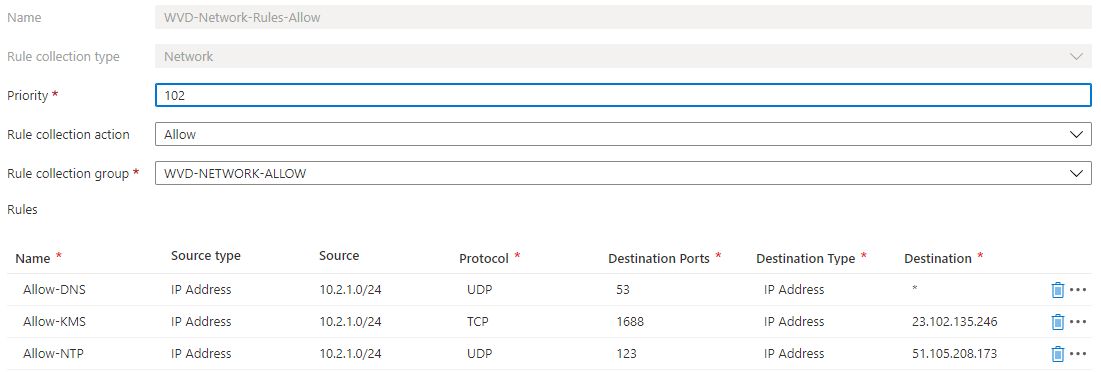 Name WVD-Network-Rules-Allow
Rule collection type Network
Priority * 102
Rule collection action Allow
Rule collection group * WVD-NETWORK-ALLOW
Rules
Name * Source type Source Protocol * Destination Ports * Destination Type * Destination *
Allow-DNS IP Address 10.2.1.0/24 UDP 53 IP Address *
Allow-KMS IP Address 10.2.1.0/24 TCP 1688 IP Address 23.102.135.246
Allow-NTP IP Address 10.2.1.0/24 UDP 123 IP Address 51.105.208.173